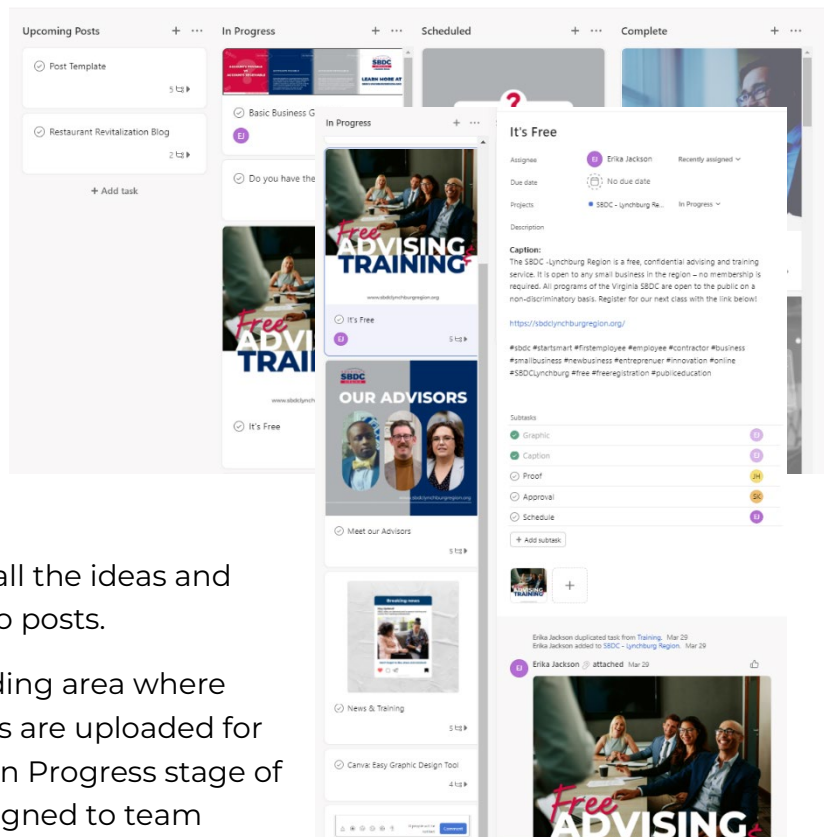 Upcoming Posts + ...
In Progress + ...
Scheduled + ...
Complete + ...
Post Template
5
Restaurant Revitalization Blog
2
+ Add task
SBDC
LEARN MORE AT
Basic Business G
EJ
Do you have the
Free
ADVI
TRAI
www.sbdclynch
It's Free
?
In Progress + ...
Free
ADVISING &
TRAINING
www.sbdclynchburgregion.org
It's Free
EJ
5
SBDC
OUR ADVISORS
www.sbdclynchburgregion.org
Meet our Advisors
5
Breaking news
News & Training
5
Canva: Easy Graphic Design Tool
4
Comment
It's Free
Assignee
EJ Erika Jackson Recently assigned
Due date
No due date
Projects
SBDC - Lynchburg Re... In Progress
Description
Caption:
The SBDC -Lynchburg Region is a free, confidential advising and training
service. It is open to any small business in the region – no membership is
required. All programs of the Virginia SBDC are open to the public on a
non-discriminatory basis. Register for our next class with the link below!
https://sbdclynchburgregion.org/
#sbdc #startsmart #firstemployee #employee #contractor #business
#smallbusiness #newbusiness #entreprenuer #innovation #online
#SBDCLynchburg #free #freeregistration #publiceducation
Subtasks
Graphic EJ
Caption EJ
Proof JH
Approval SK
Schedule EJ
+ Add subtask
ADVISING
TRAINING
+
Erika Jackson duplicated task from Training. Mar 29
Erika Jackson added to SBDC - Lynchburg Region. Mar 29
EJ Erika Jackson attached Mar 29
Free
ADVISING
all the ideas and
o posts.
ding area where
s are uploaded for
n Progress stage of
igned to team